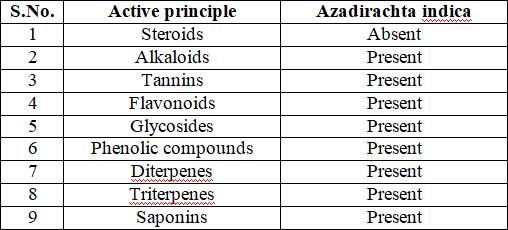 S.No. Active principle Azadirachta indica
1 Steroids Absent
2 Alkaloids Present
3 Tannins Present
4 Flavonoids Present
5 Glycosides Present
6 Phenolic compounds Present
7 Diterpenes Present
8 Triterpenes Present
9 Saponins Present